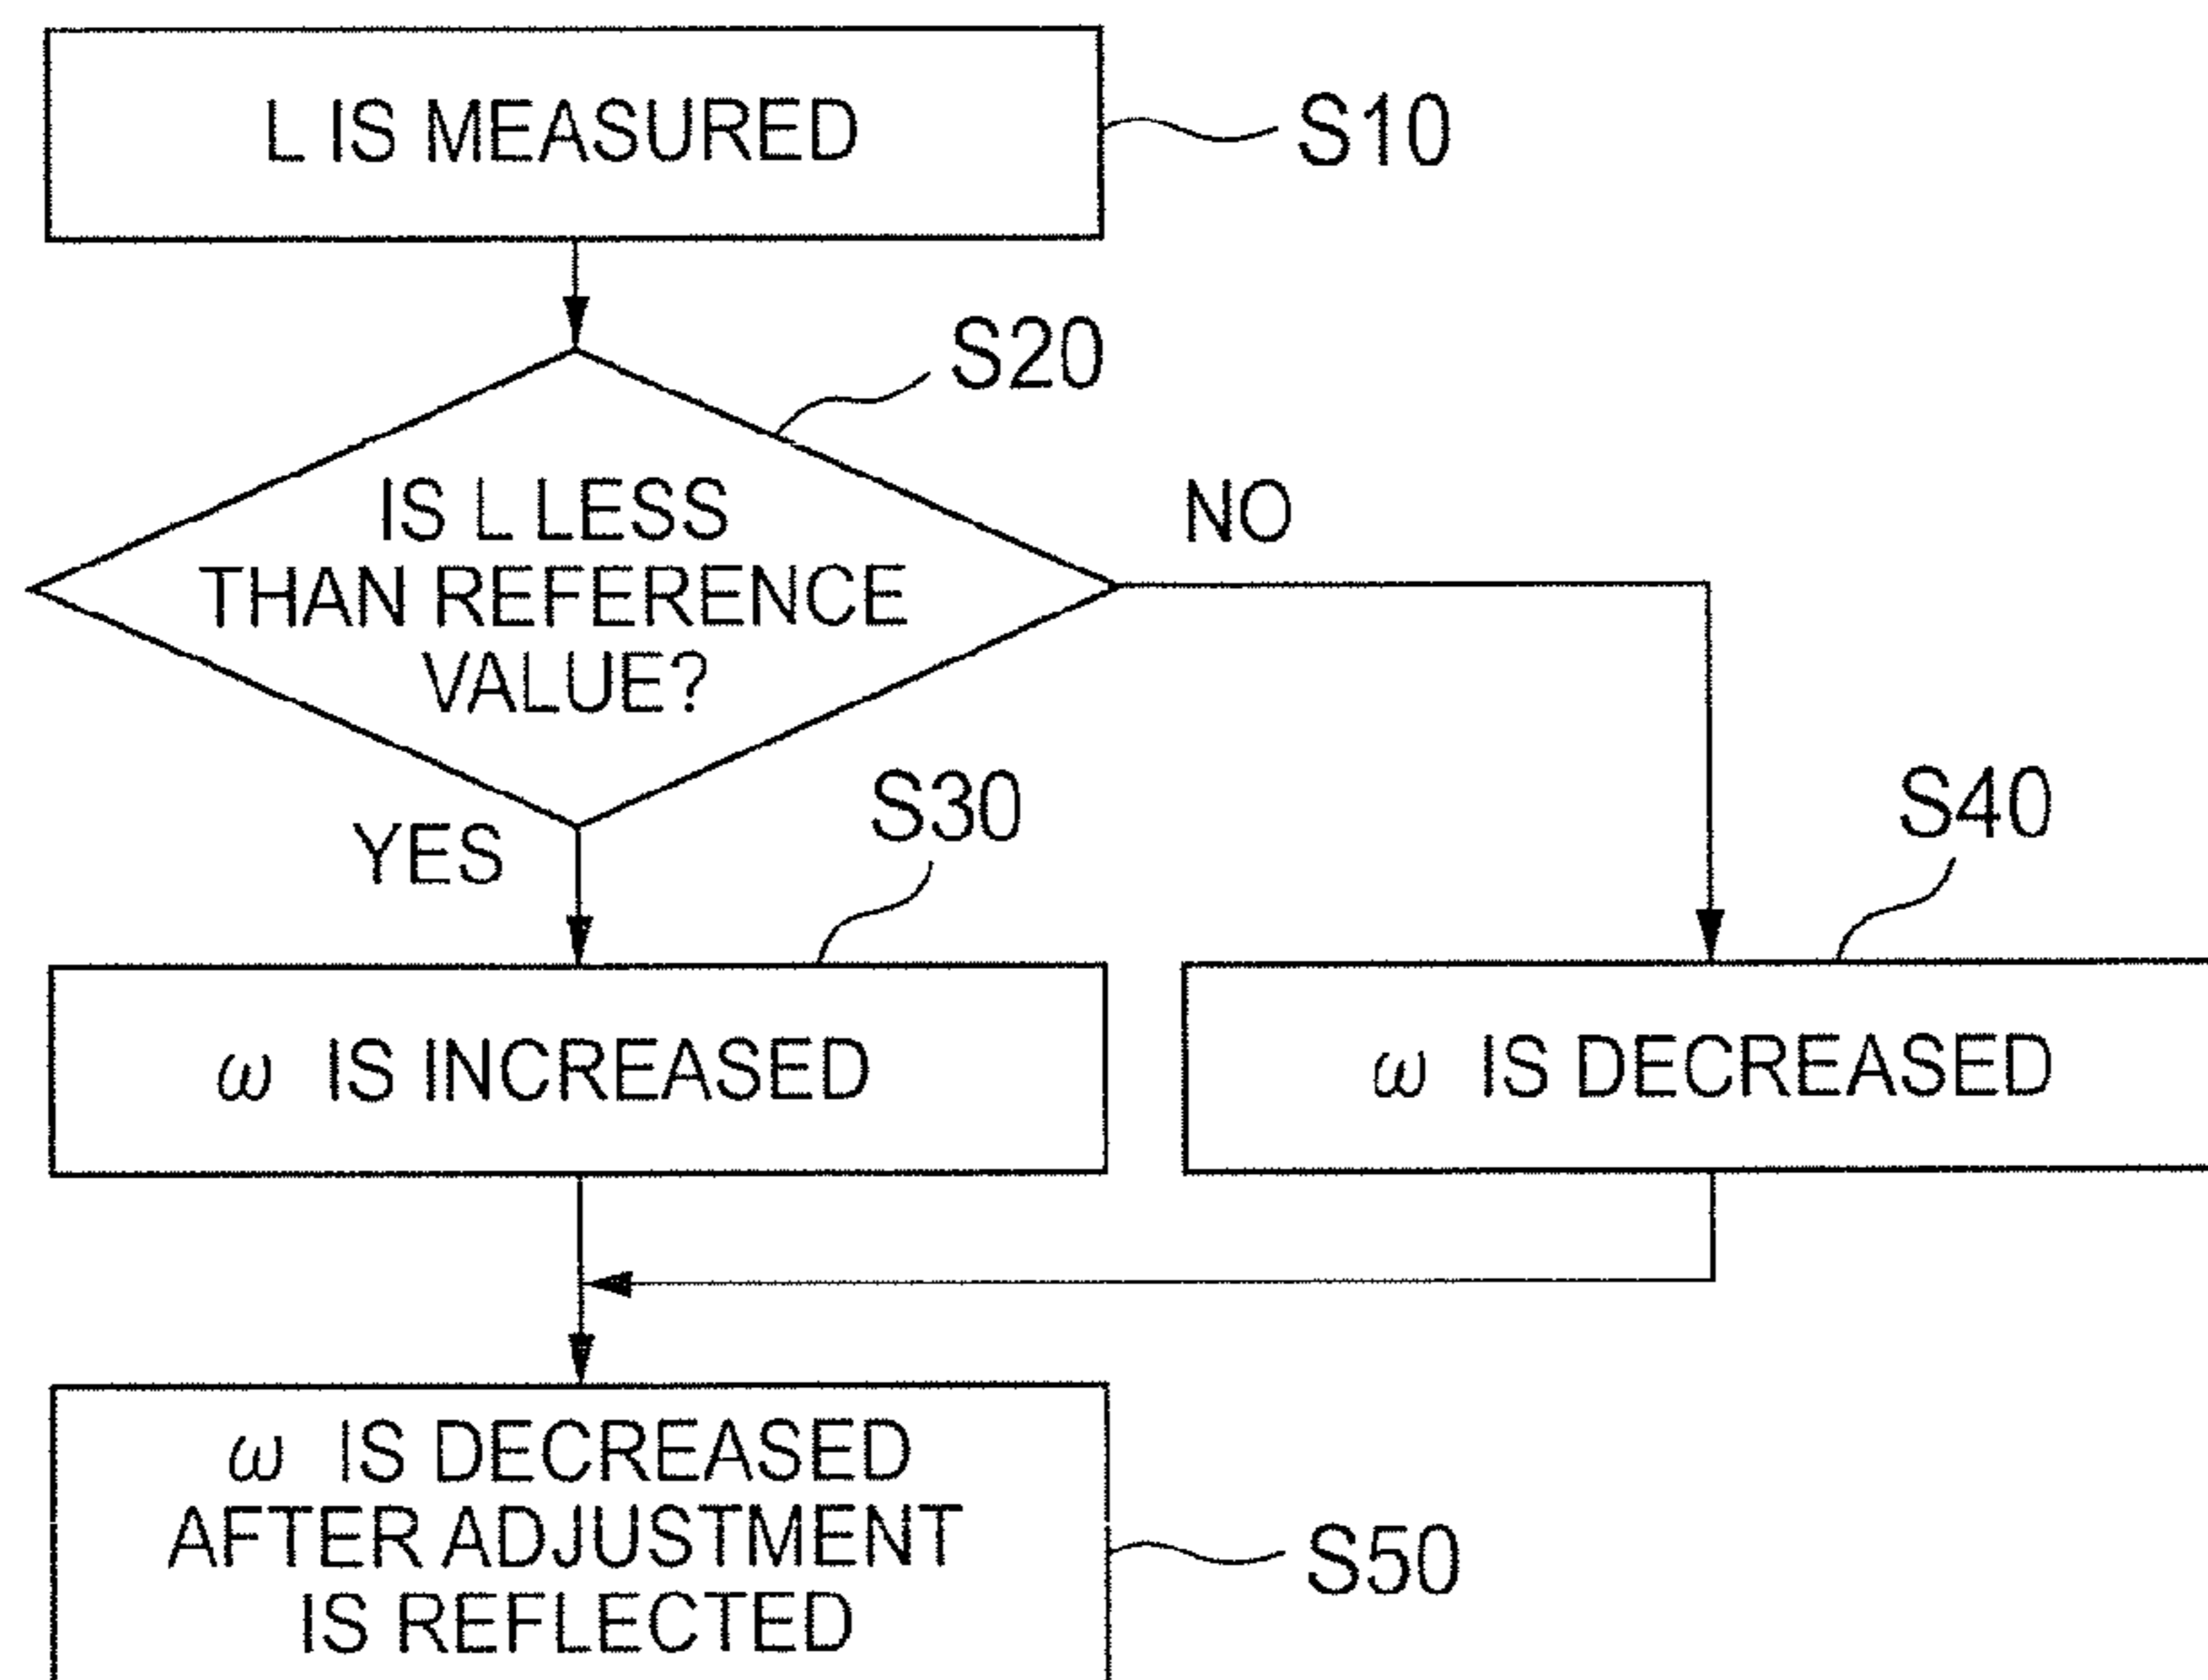 L IS MEASURED
S10
S20
IS L LESS
THAN REFERENCE
VALUE?
NO
YES
S30
S40
ω IS INCREASED
ω IS DECREASED
ω IS DECREASED
AFTER ADJUSTMENT
IS REFLECTED
S50